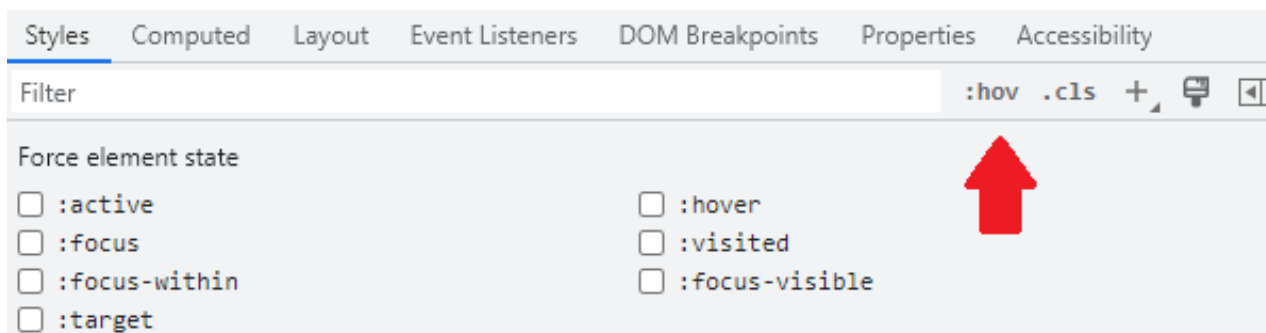 Styles Computed Layout Event Listeners DOM Breakpoints Properties Accessibility
Filter :hov .cls +
Force element state
:active :hover
:focus :visited
:focus-within :focus-visible
:target